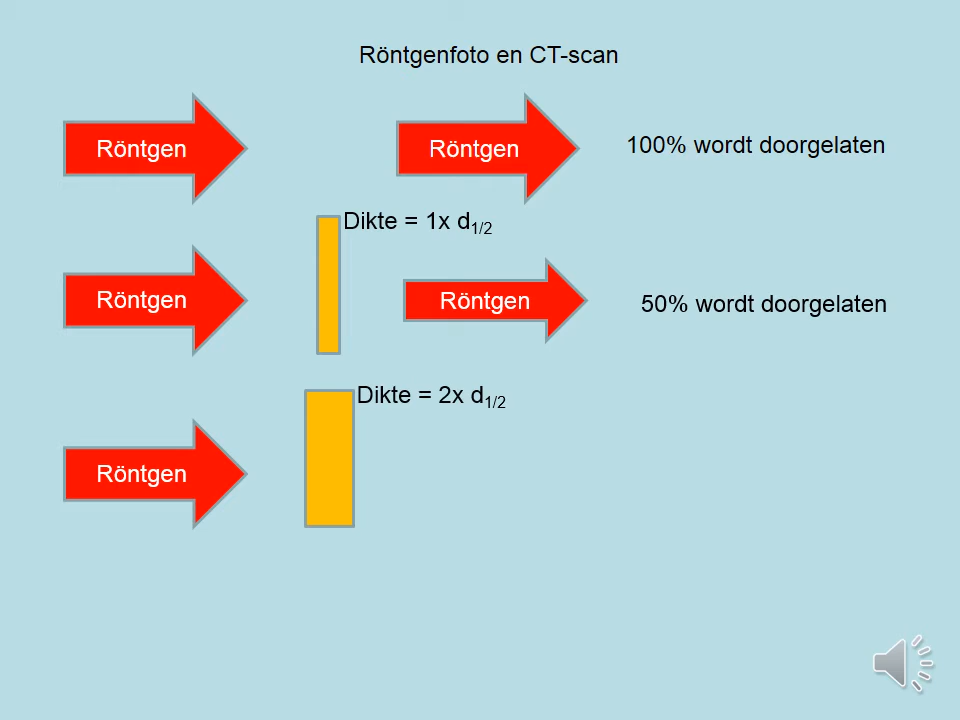 Röntgenfoto en CT-scan
Röntgen
Röntgen
100% wordt doorgelaten
Dikte = 1x d1/2
Röntgen
Röntgen
50% wordt doorgelaten
Dikte = 2x d1/2
Röntgen